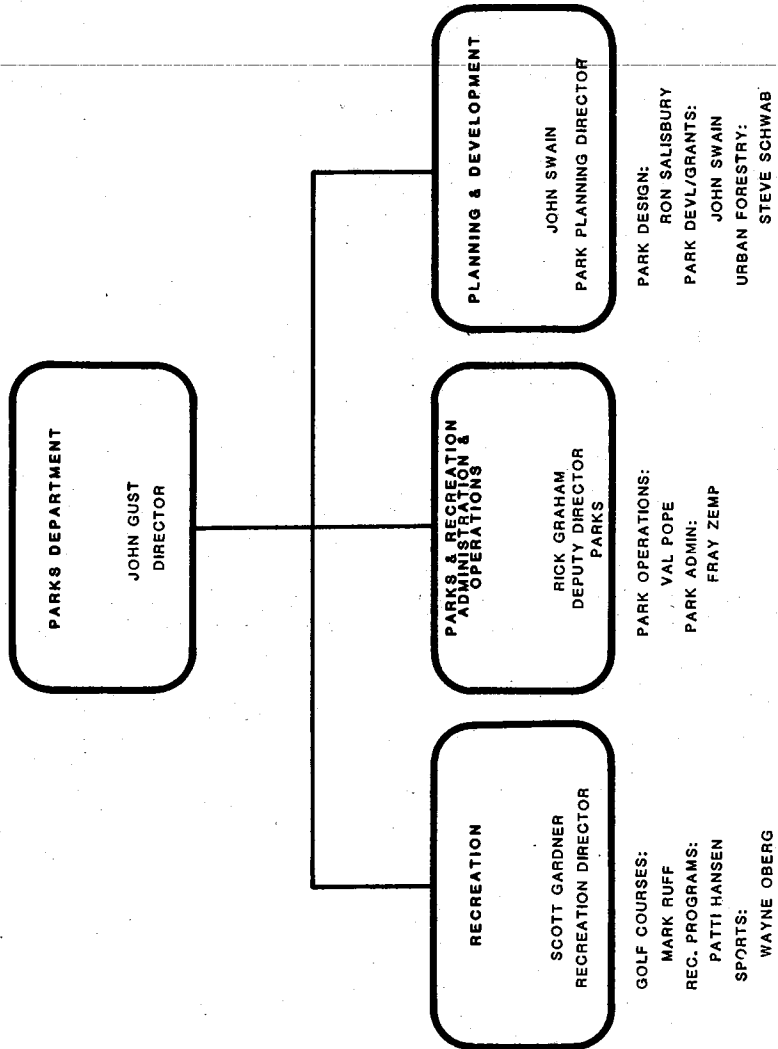 PARKS DEPARTMENT
JOHN GUST
DIRECTOR
RECREATION
SCOTT GARDNER
RECREATION DIRECTOR
GOLF COURSES:
MARK RUFF
REC. PROGRAMS:
PATTI HANSEN
SPORTS:
WAYNE OBERG
PARKS & RECREATION
ADMINISTRATION &
OPERATIONS
RICK GRAHAM
DEPUTY DIRECTOR
PARKS
PARK OPERATIONS:
VAL POPE
PARK ADMIN:
FRAY ZEMP
PLANNING & DEVELOPMENT
JOHN SWAIN
PARK PLANNING DIRECTOR
PARK DESIGN:
RON SALISBURY
PARK DEVL/GRANTS:
JOHN SWAIN
URBAN FORESTRY:
STEVE SCHWAB